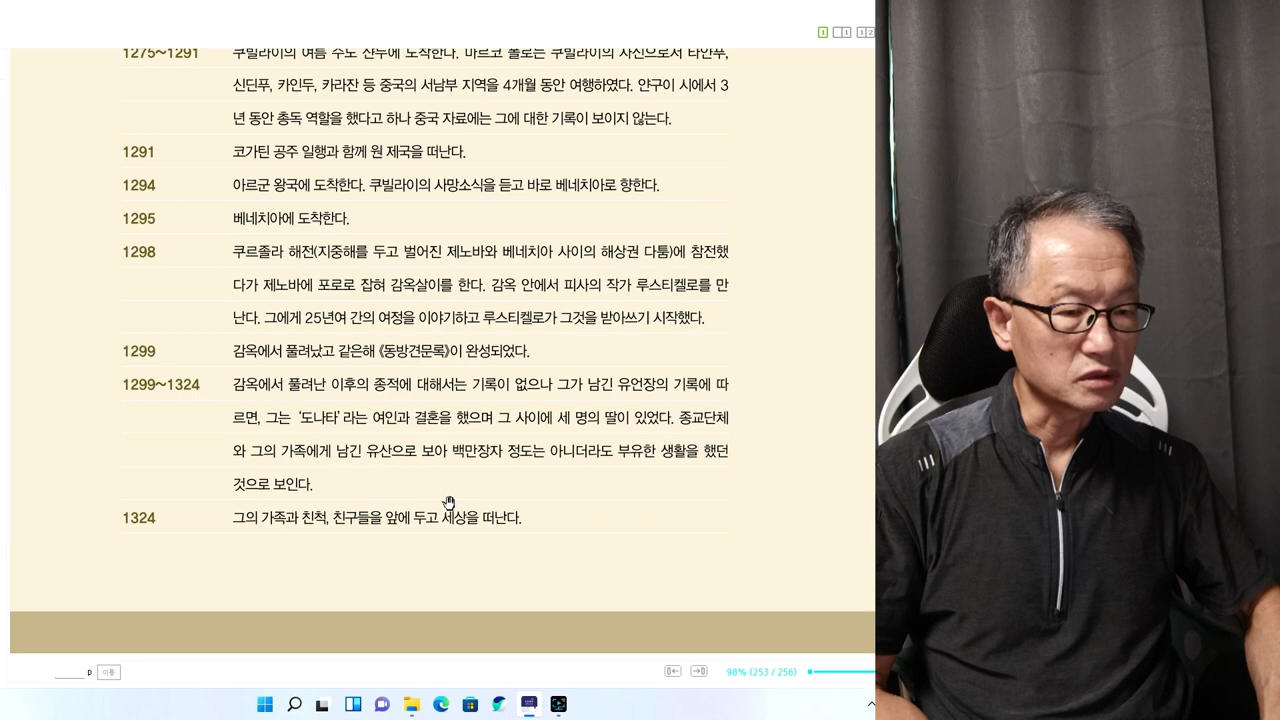 1 1 12
1275~1291 쿠빌라이의 여름 수도 산두에 도착한다. 마르코 폴로는 쿠빌라이의 사신으로서 타얀푸,
신딘푸, 카인두, 카라잔 등 중국의 서남부 지역을 4개월 동안 여행하였다. 얀구이 시에서 3
년 동안 총독 역할을 했다고 하나 중국 자료에는 그에 대한 기록이 보이지 않는다.
1291 코가틴 공주 일행과 함께 원 제국을 떠난다.
1294 아르군 왕국에 도착한다. 쿠빌라이의 사망소식을 듣고 바로 베네치아로 향한다.
1295 베네치아에 도착한다.
1298 쿠르졸라 해전(지중해를 두고 벌어진 제노바와 베네치아 사이의 해상권 다툼)에 참전했
다가 제노바에 포로로 잡혀 감옥살이를 한다. 감옥 안에서 피사의 작가 루스티켈로를 만
난다. 그에게 25년여 간의 여정을 이야기하고 루스티켈로가 그것을 받아쓰기 시작했다.
1299 감옥에서 풀려났고 같은해 《동방견문록》이 완성되었다.
1299~1324 감옥에서 풀려난 이후의 종적에 대해서는 기록이 없으나 그가 남긴 유언장의 기록에 따
르면, 그는 ‘도나타’라는 여인과 결혼을 했으며 그 사이에 세 명의 딸이 있었다. 종교단체
와 그의 가족에게 남긴 유산으로 보아 백만장자 정도는 아니더라도 부유한 생활을 했던
것으로 보인다.
1324 그의 가족과 친척, 친구들을 앞에 두고 세상을 떠난다.
p 이동 98% (253 / 256)